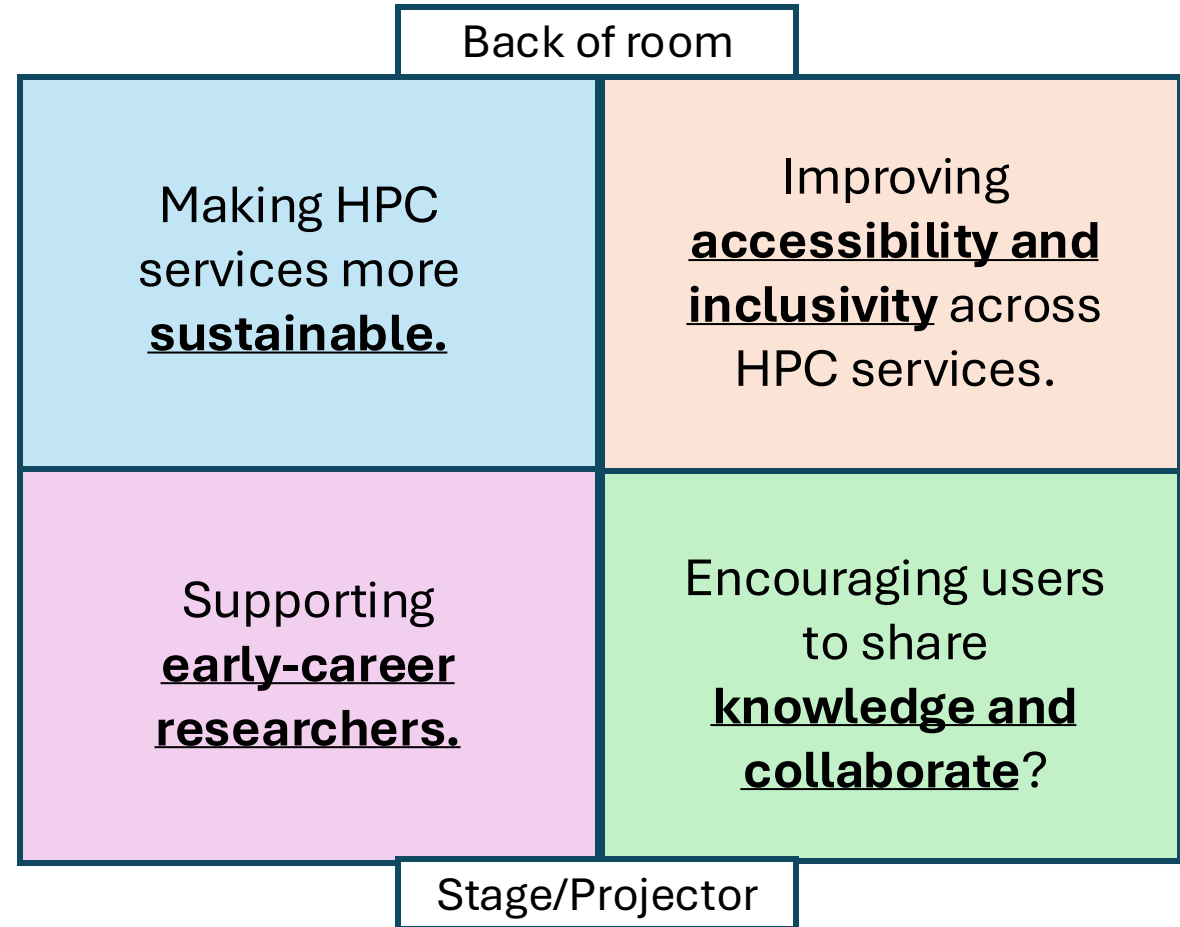 Back of room
Making HPC
services more
sustainable.
Improving
accessibility and
inclusivity across
HPC services.
Supporting
early-career
researchers.
Encouraging users
to share
knowledge and
collaborate?
Stage/Projector